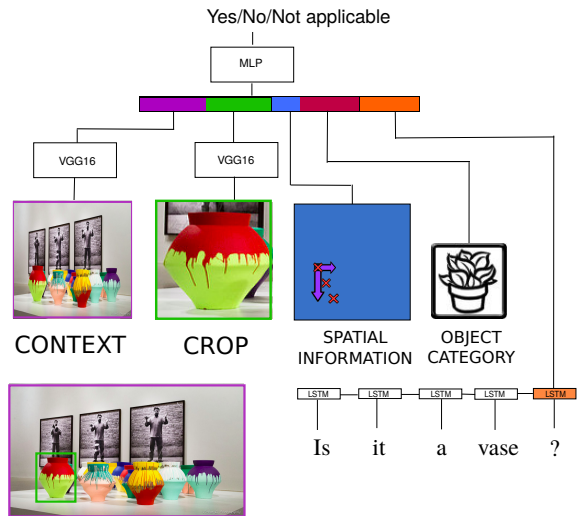 Yes/No/Not applicable
MLP
VGG16
VGG16
CONTEXT
CROP
SPATIAL
INFORMATION
OBJECT
CATEGORY
LSTM LSTM LSTM LSTM LSTM
Is it a vase ?